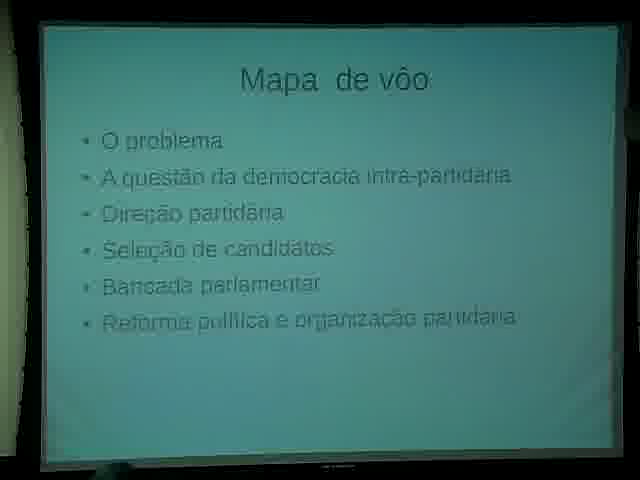 Mapa de vôo
• O problema
• A questão da democracia intra-partidária
• Direção partidária
• Seleção de candidatos
• Bancada parlamentar
• Reforma política e organização partidária